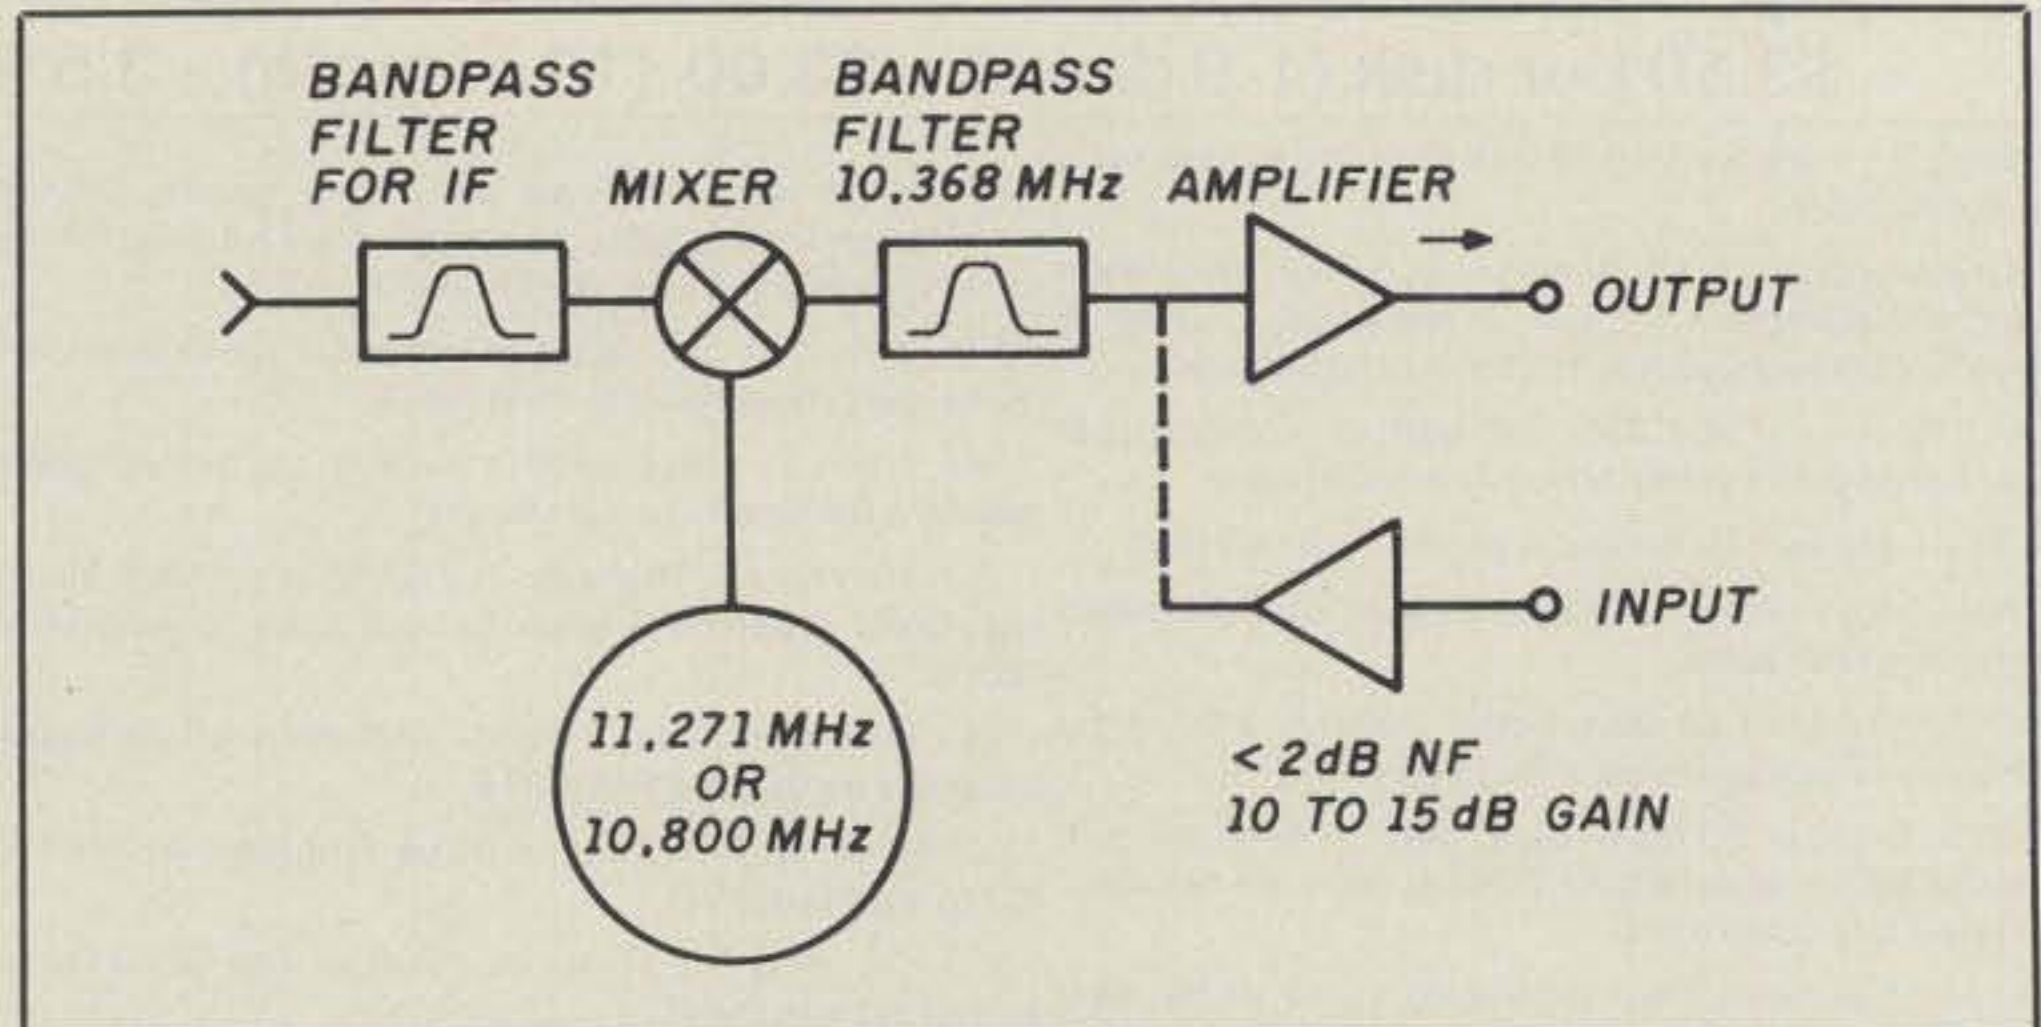 BANDPASS
FILTER
FOR IF
MIXER
BANDPASS
FILTER
10.368 MHz
AMPLIFIER
OUTPUT
INPUT
11.271 MHz
OR
10.800 MHz
< 2dB NF
10 TO 15 dB GAIN